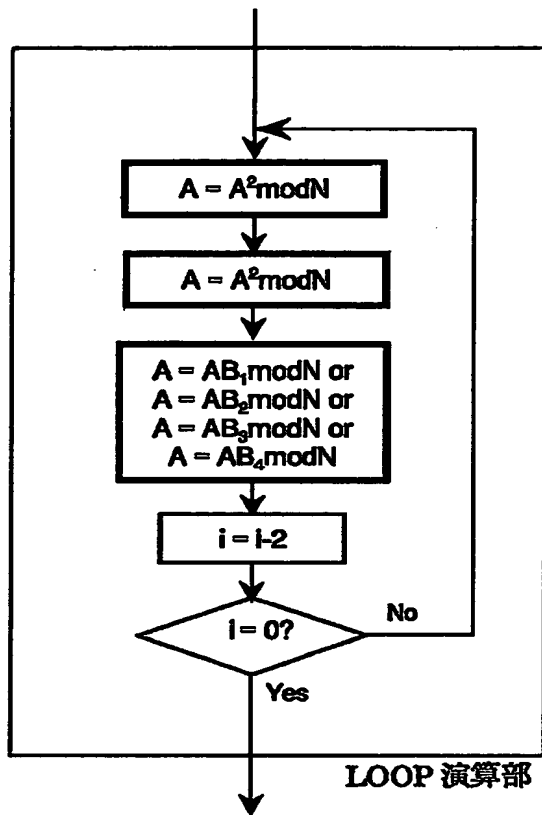 A = A²modN
A = A²modN
A = AB₁modN or
A = AB₂modN or
A = AB₃modN or
A = AB₄modN
i = i-2
i = 0?
No
Yes
LOOP 演算部